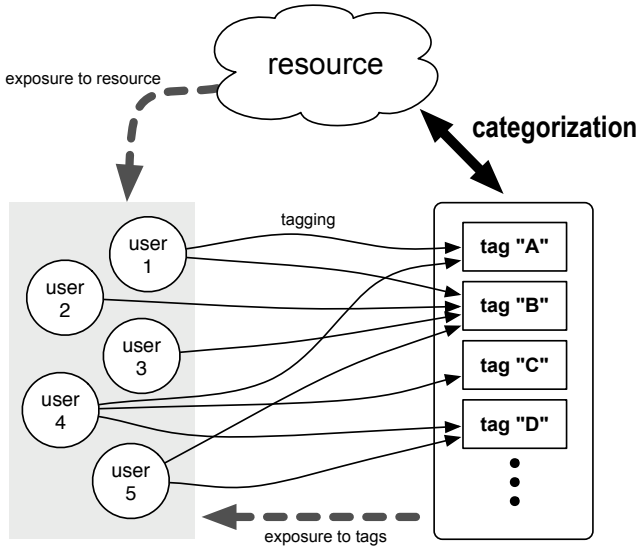 resource
exposure to resource
categorization
tagging
user
1
user
2
user
3
user
4
user
5
tag "A"
tag "B"
tag "C"
tag "D"
exposure to tags